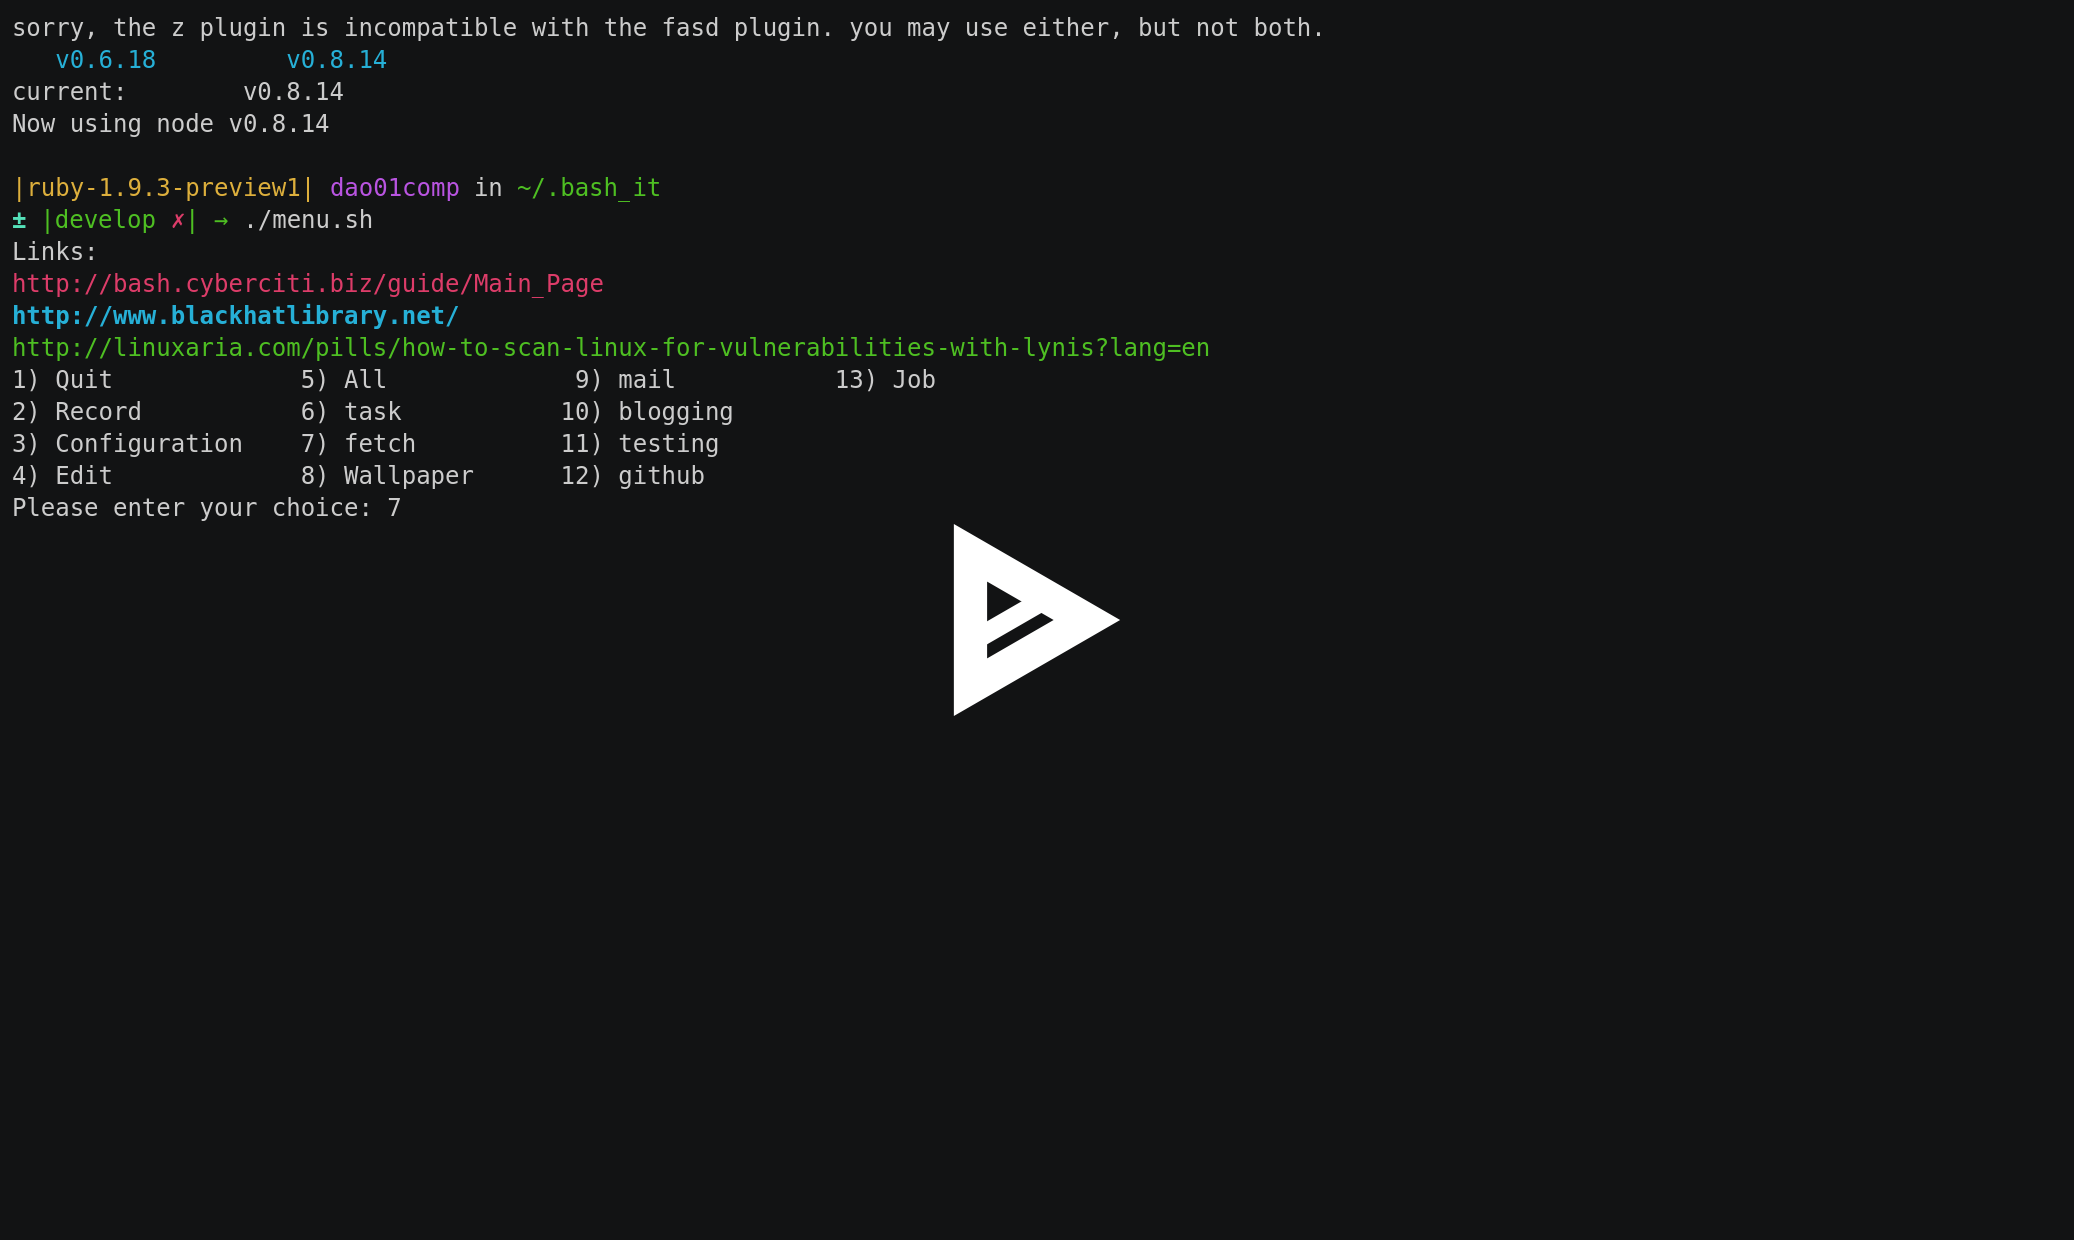 sorry, the z plugin is incompatible with the fasd plugin. you may use either, but not both.
   v0.6.18         v0.8.14
current:        v0.8.14
Now using node v0.8.14

|ruby-1.9.3-preview1| dao01comp in ~/.bash_it
± |develop ✗| → ./menu.sh
Links:
http://bash.cyberciti.biz/guide/Main_Page
http://www.blackhatlibrary.net/
http://linuxaria.com/pills/how-to-scan-linux-for-vulnerabilities-with-lynis?lang=en
1) Quit             5) All             9) mail           13) Job
2) Record           6) task           10) blogging
3) Configuration    7) fetch          11) testing
4) Edit             8) Wallpaper      12) github
Please enter your choice: 7